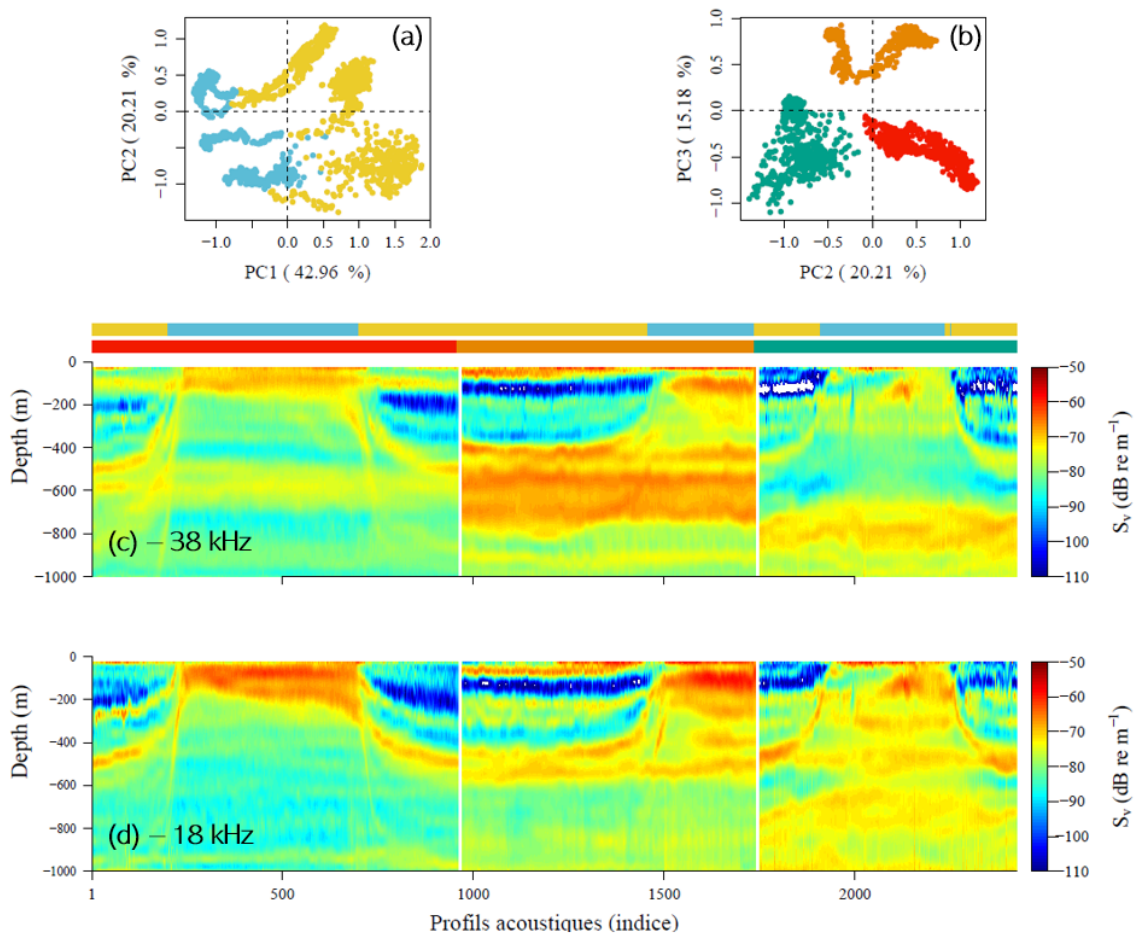 (a)
PC2 ( 20.21 %)
1.0
0.5
0.0
−1.0
−1.0 0.0 0.5 1.0 1.5 2.0
PC1 ( 42.96 %)
(b)
PC3 ( 15.18 %)
1.0
0.5
0.0
−0.5
−1.0
−1.0 −0.5 0.0 0.5 1.0
PC2 ( 20.21 %)
Depth (m)
0
−200
−400
−600
−800
−1000
(c) – 38 kHz
−50
−60
−70
−80
−90
−100
−110
Sv (dB re m−1)
Depth (m)
0
−200
−400
−600
−800
−1000
(d) – 18 kHz
−50
−60
−70
−80
−90
−100
−110
Sv (dB re m−1)
1 500 1000 1500 2000
Profils acoustiques (indice)